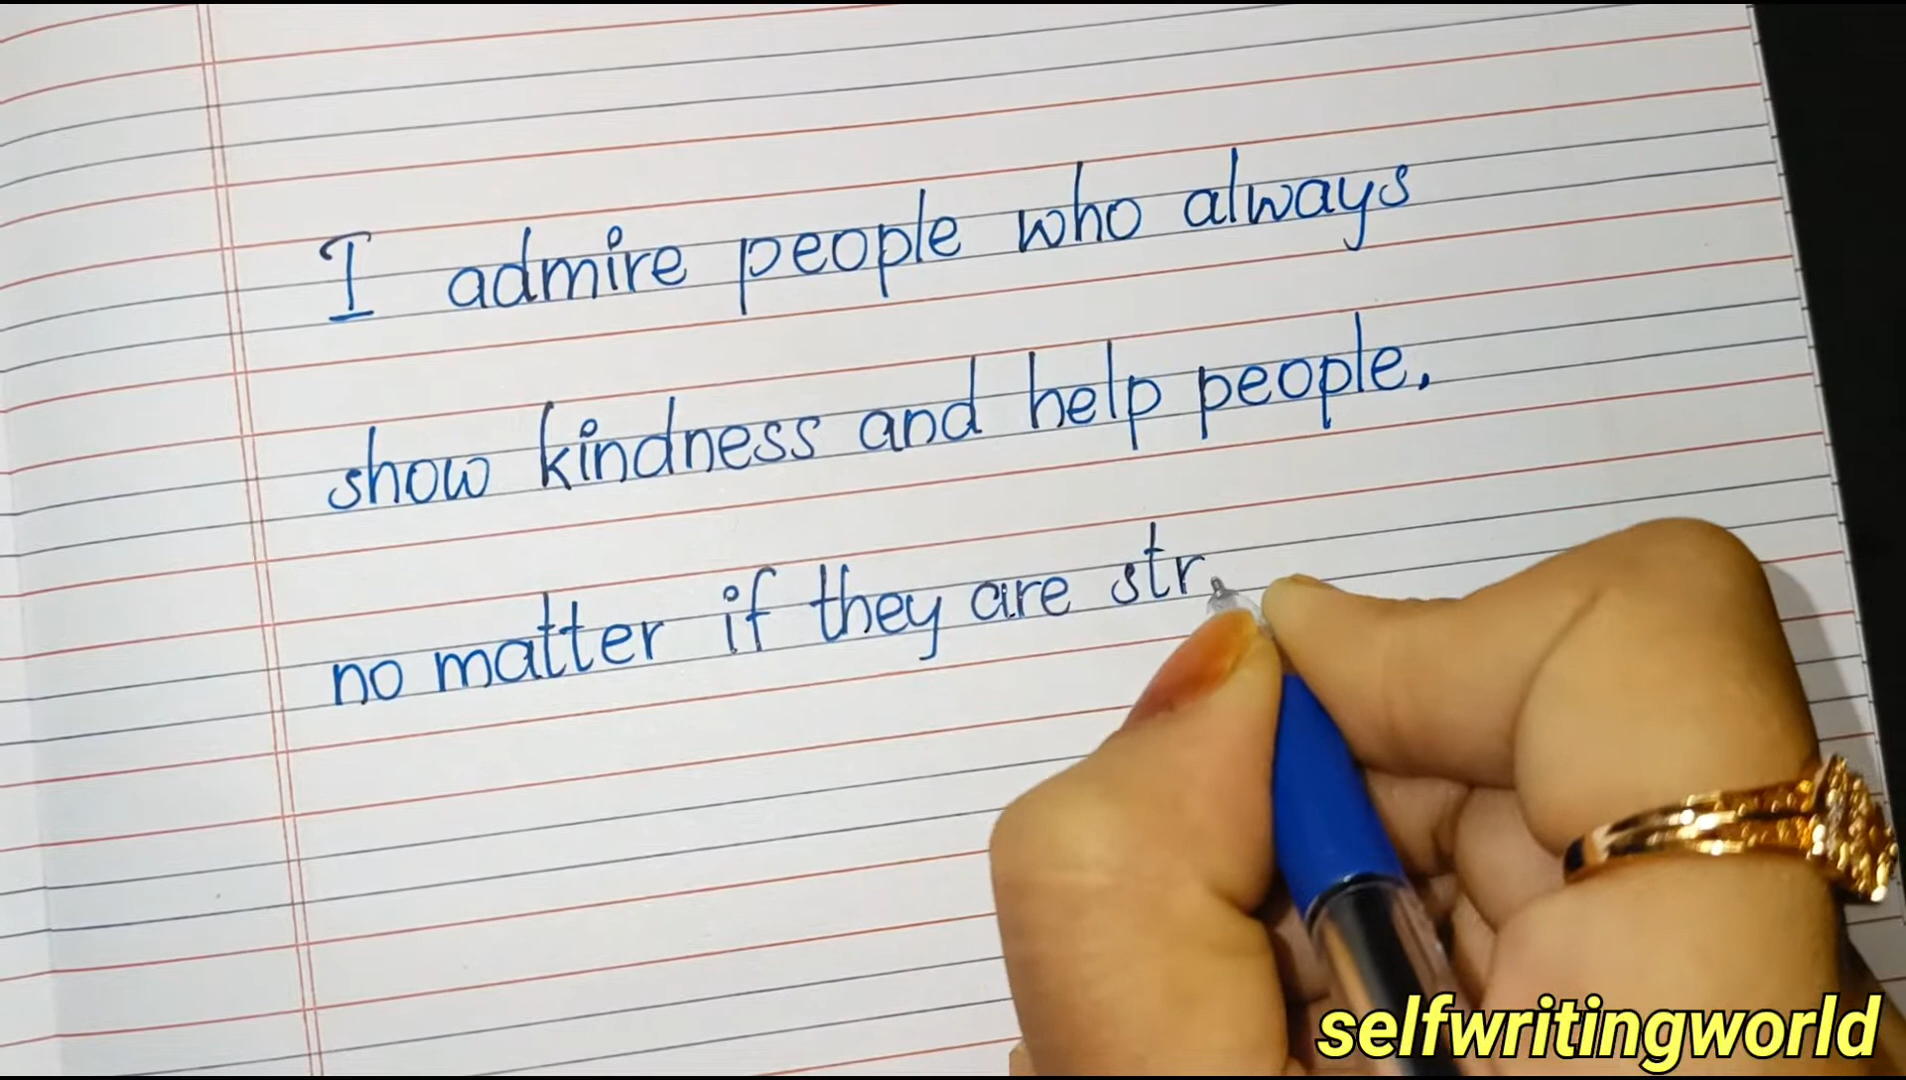 I admire people who always
show kindness and help people.
no matter if they are str
selfwritingworld